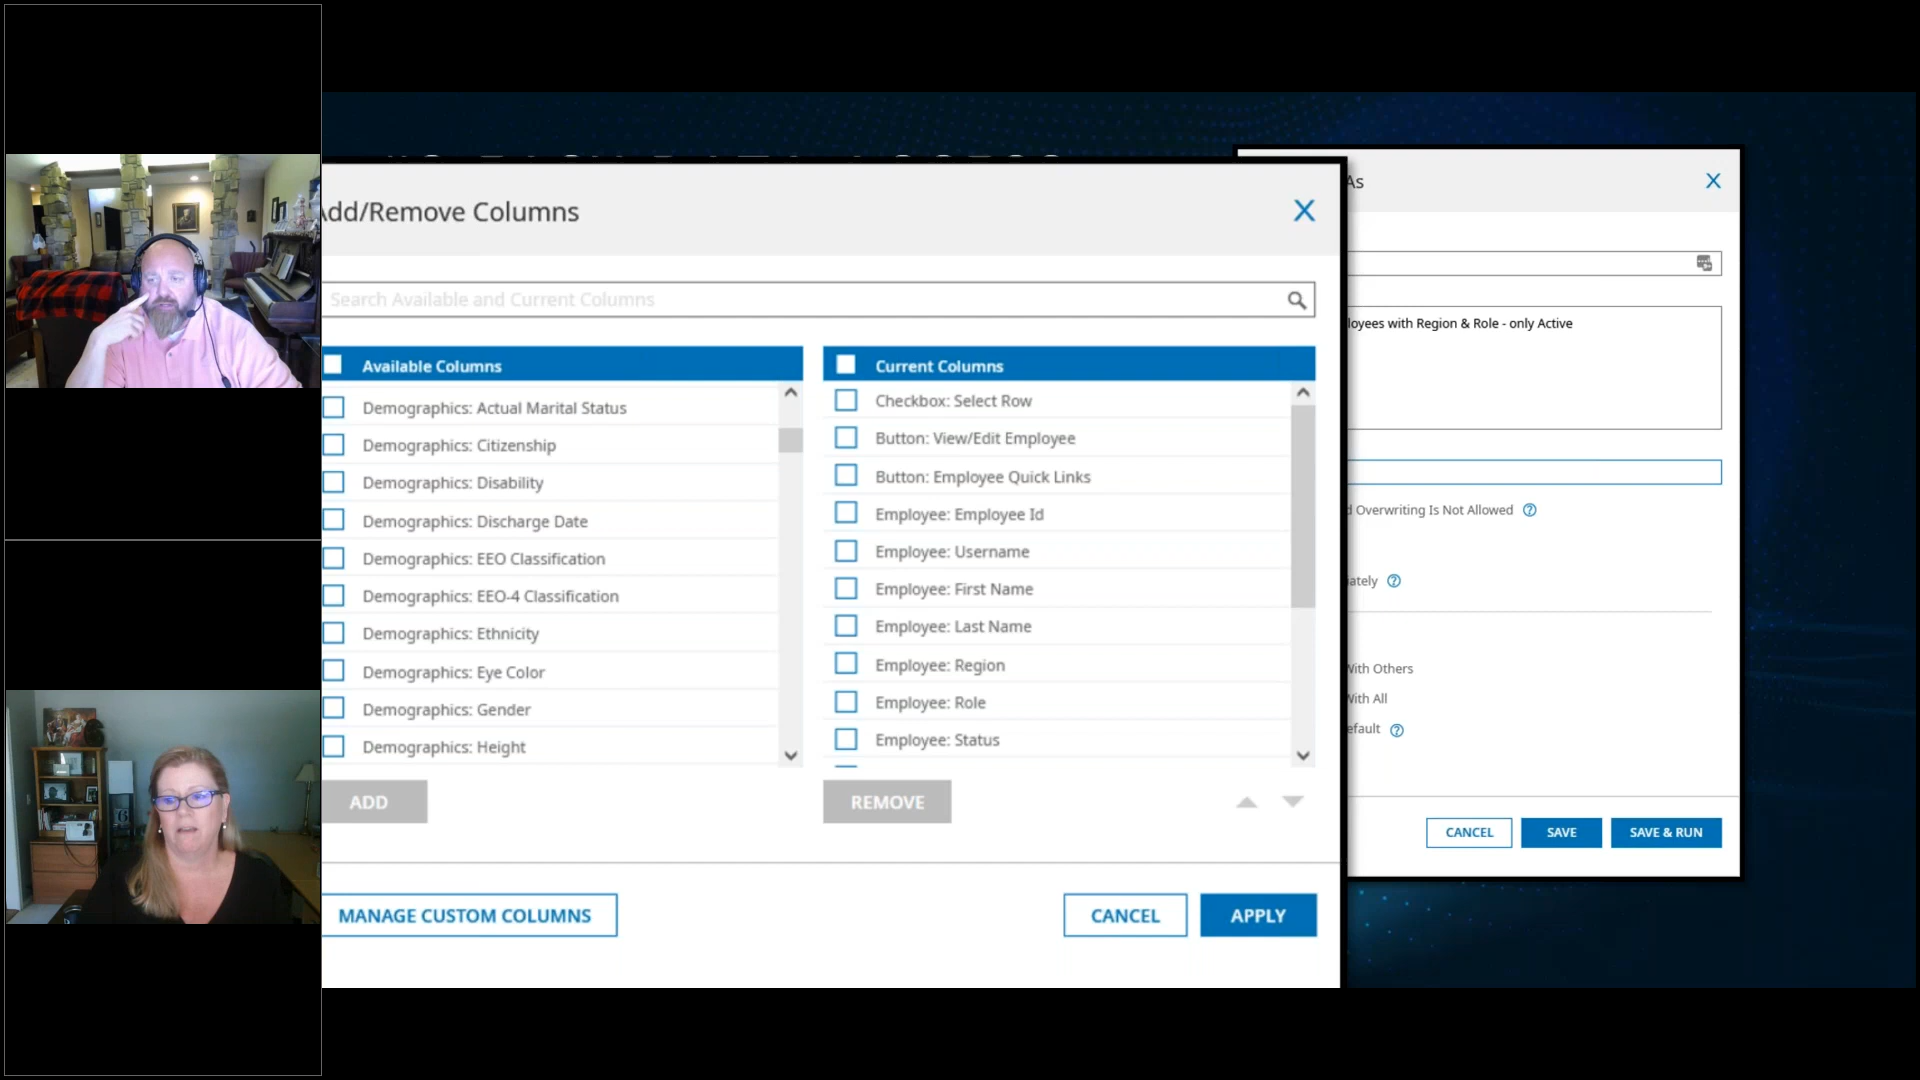 Add/Remove Columns
Search Available and Current Columns
Available Columns
Demographics: Actual Marital Status
Demographics: Citizenship
Demographics: Disability
Demographics: Discharge Date
Demographics: EEO Classification
Demographics: EEO-4 Classification
Demographics: Ethnicity
Demographics: Eye Color
Demographics: Gender
Demographics: Height
ADD
Current Columns
Checkbox: Select Row
Button: View/Edit Employee
Button: Employee Quick Links
Employee: Employee Id
Employee: Username
Employee: First Name
Employee: Last Name
Employee: Region
Employee: Role
Employee: Status
REMOVE
MANAGE CUSTOM COLUMNS
CANCEL
APPLY
As
loyees with Region & Role - only Active
d Overwriting Is Not Allowed
ately
With Others
With All
efault
CANCEL
SAVE
SAVE & RUN